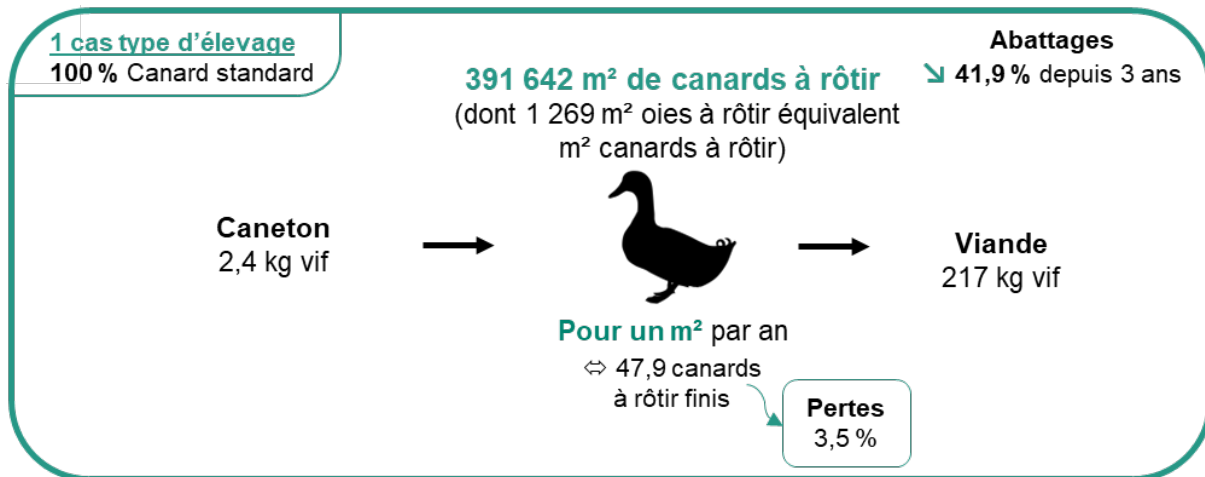 1 cas type d’élevage
100 % Canard standard
Abattages
↘ 41,9 % depuis 3 ans
391 642 m² de canards à rôtir
(dont 1 269 m² oies à rôtir équivalent
m² canards à rôtir)
Caneton
2,4 kg vif
Viande
217 kg vif
Pour un m² par an
⇔ 47,9 canards
à rôtir finis
Pertes
3,5 %